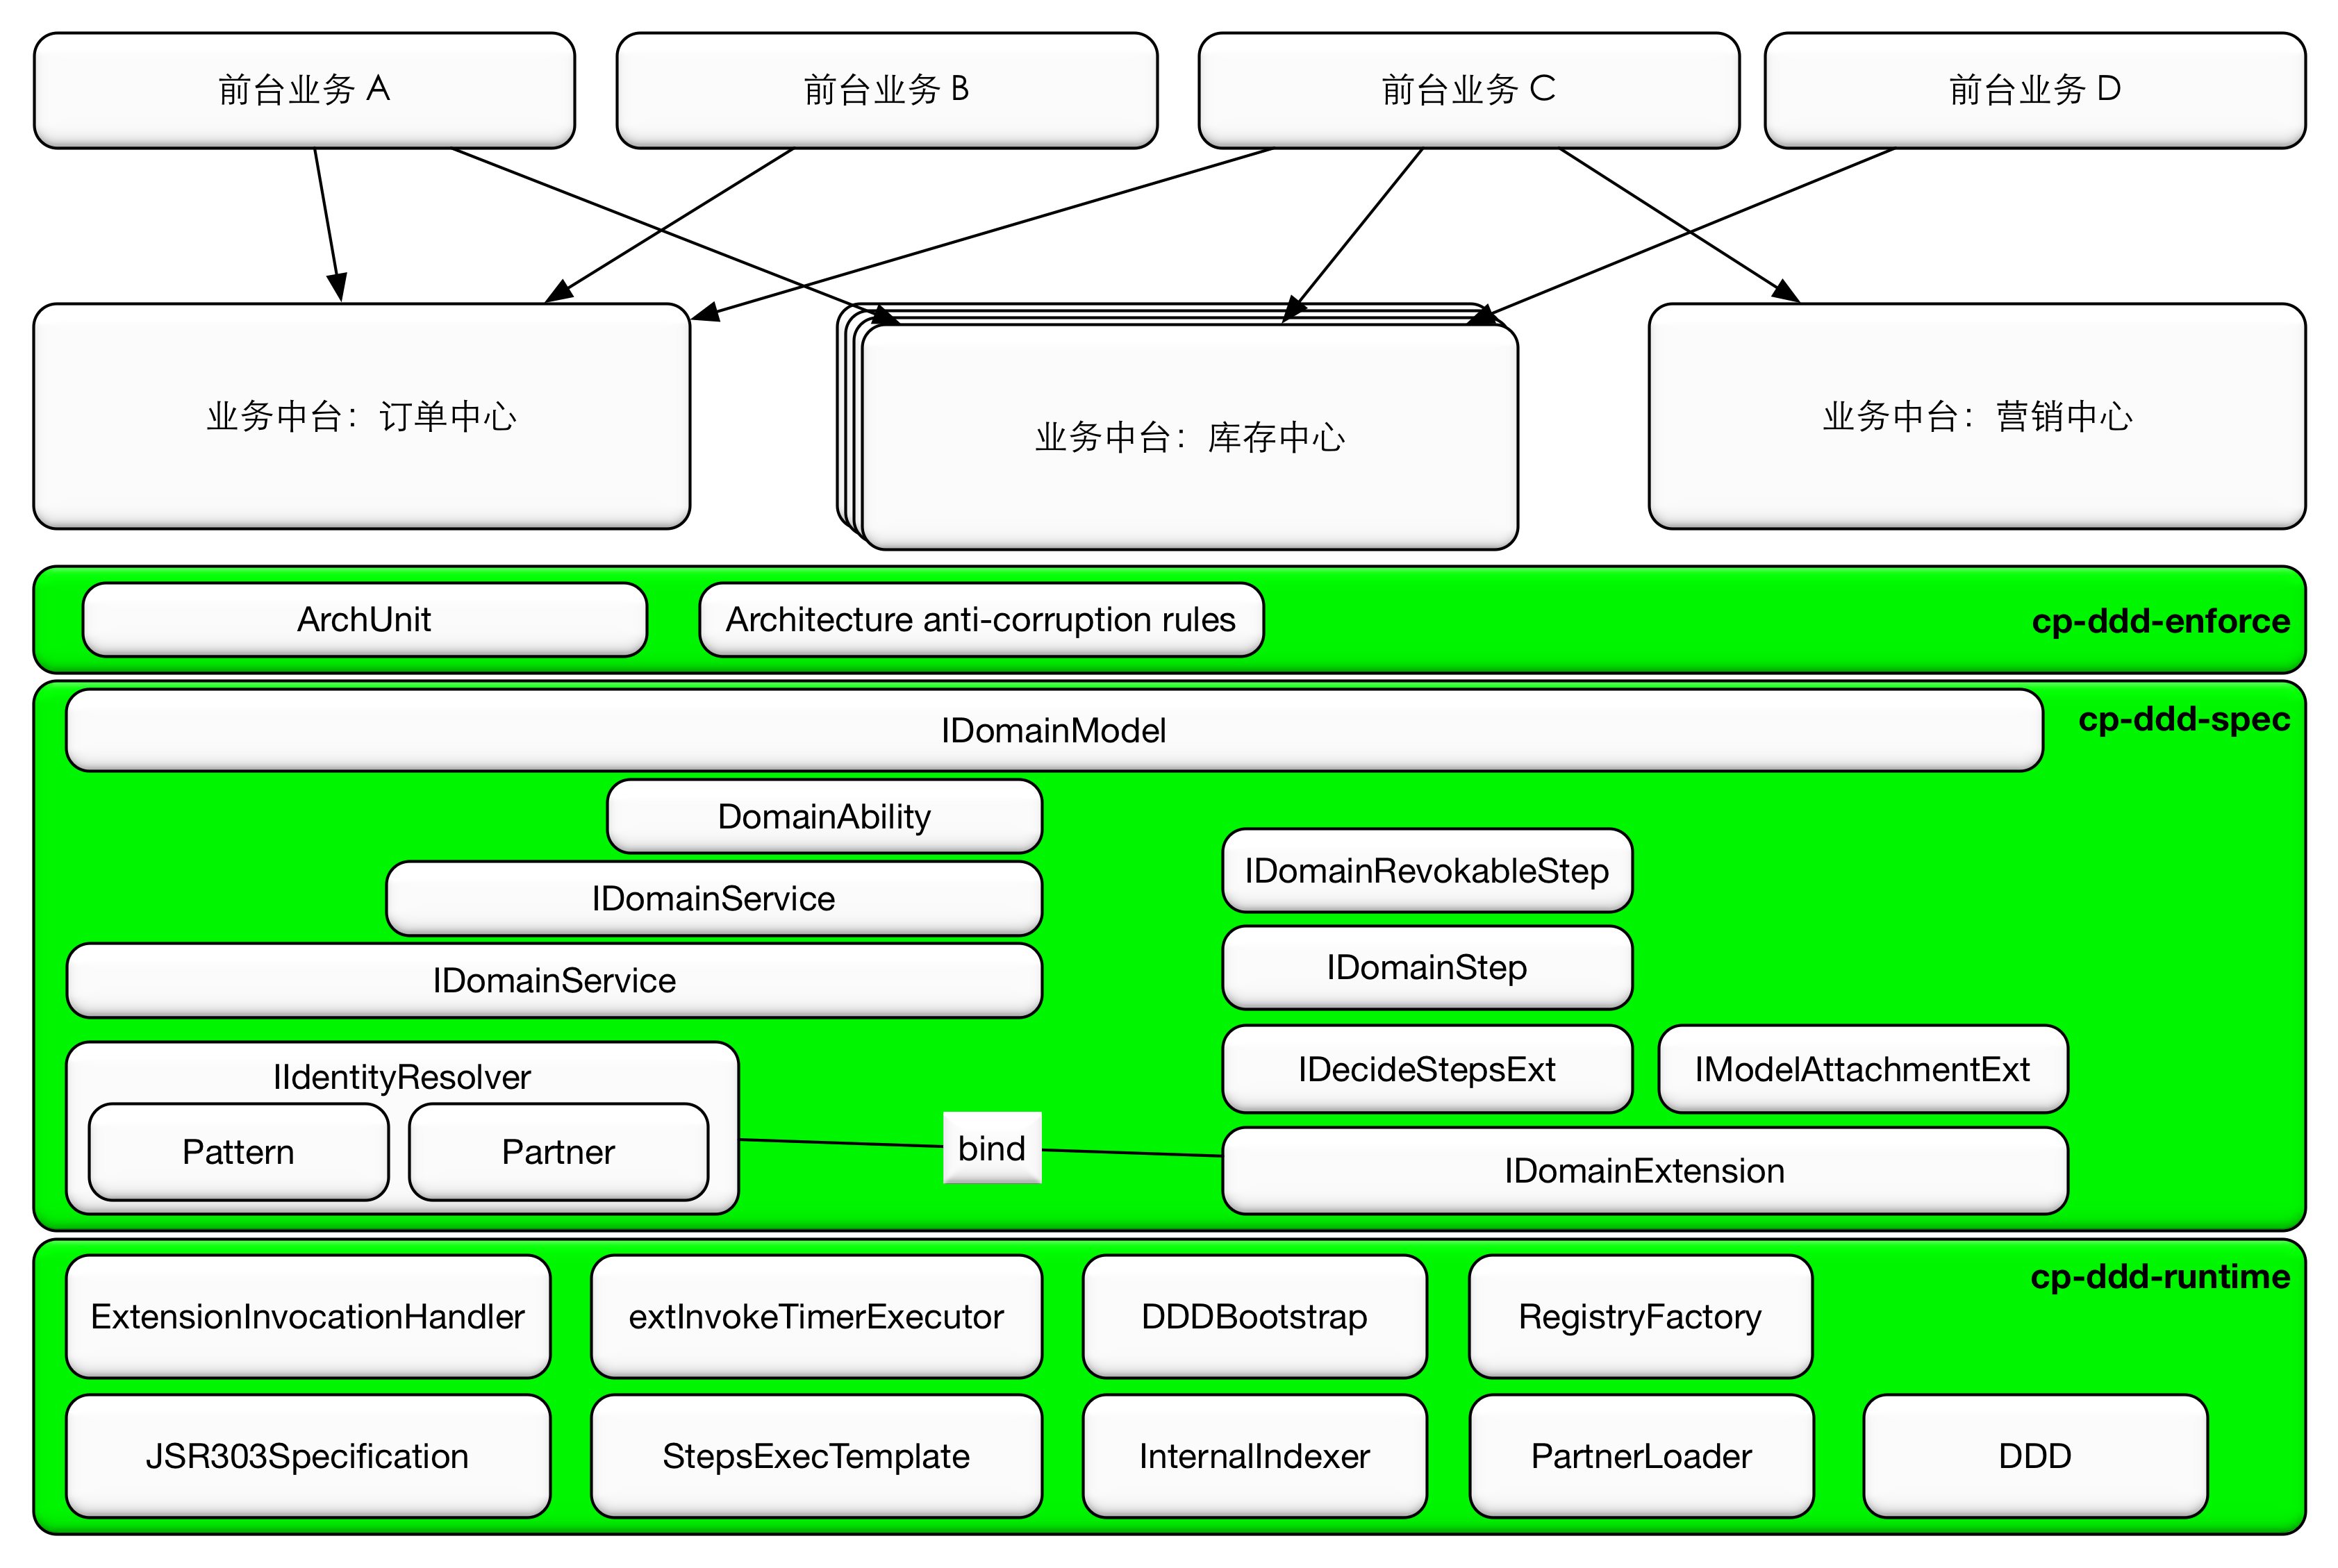 前台业务 A
前台业务 B
前台业务 C
前台业务 D
业务中台：订单中心
业务中台：库存中心
业务中台：营销中心
ArchUnit
Architecture anti-corruption rules
cp-ddd-enforce
IDomainModel
cp-ddd-spec
DomainAbility
IDomainService
IDomainService
IDomainRevokableStep
IDomainStep
IDecideStepsExt
IModelAttachmentExt
IIdentityResolver
Pattern
Partner
bind
IDomainExtension
cp-ddd-runtime
ExtensionInvocationHandler
extInvokeTimerExecutor
DDDBootstrap
RegistryFactory
JSR303Specification
StepsExecTemplate
InternalIndexer
PartnerLoader
DDD